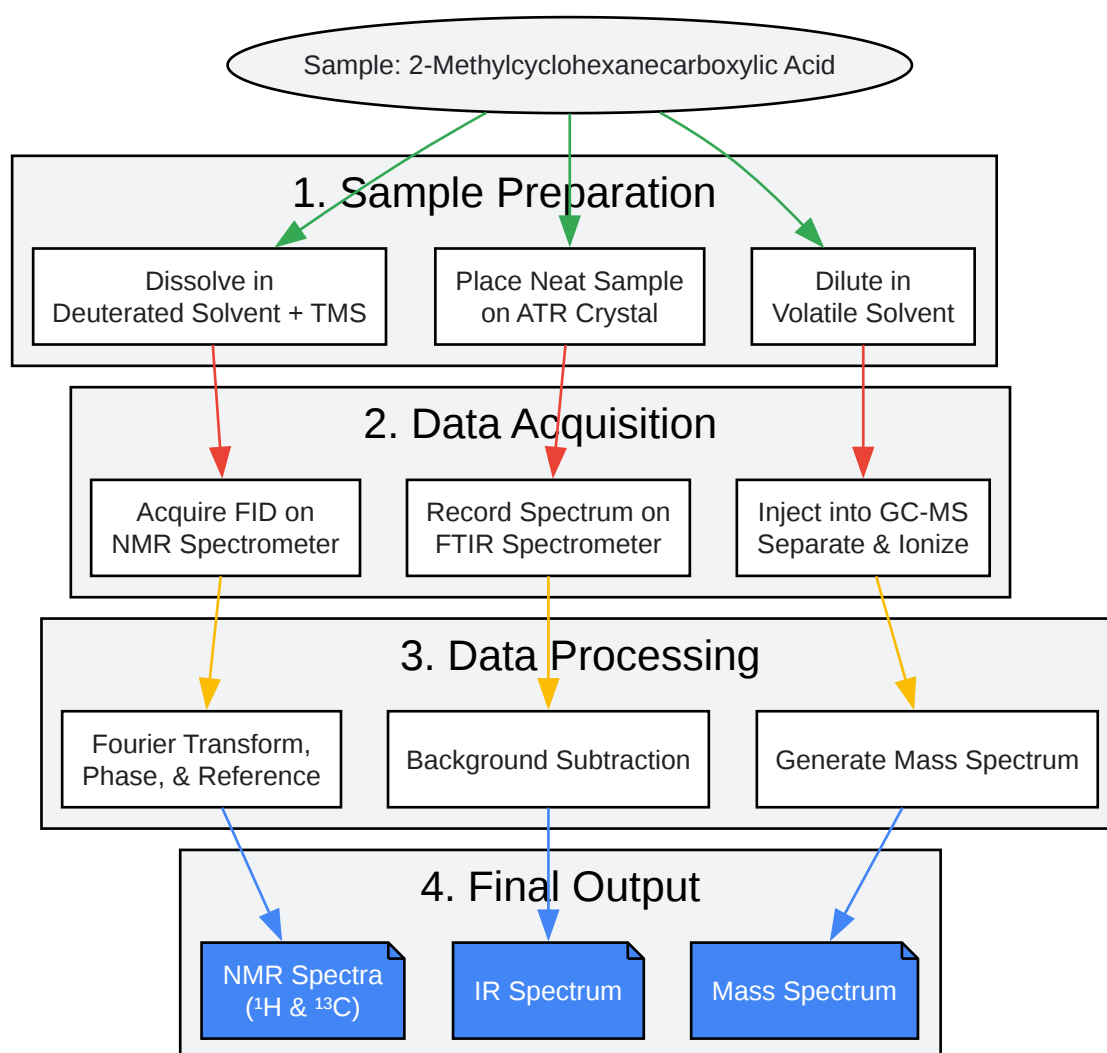 Sample: 2-Methylcyclohexanecarboxylic Acid
1. Sample Preparation
Dissolve in
Deuterated Solvent + TMS
Place Neat Sample
on ATR Crystal
Dilute in
Volatile Solvent
2. Data Acquisition
Acquire FID on
NMR Spectrometer
Record Spectrum on
FTIR Spectrometer
Inject into GC-MS
Separate & Ionize
3. Data Processing
Fourier Transform,
Phase, & Reference
Background Subtraction
Generate Mass Spectrum
4. Final Output
NMR Spectra
(¹H & ¹³C)
IR Spectrum
Mass Spectrum